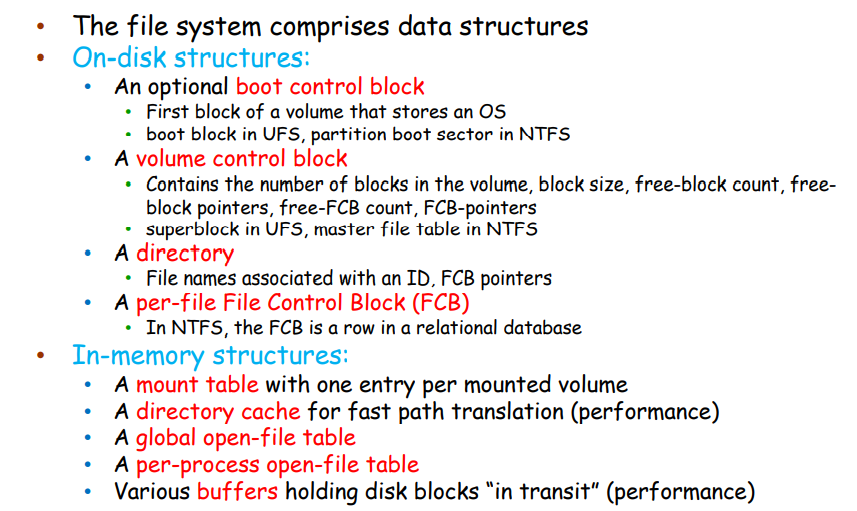 • The file system comprises data structures
• On-disk structures:
• An optional boot control block
• First block of a volume that stores an OS
• boot block in UFS, partition boot sector in NTFS
• A volume control block
• Contains the number of blocks in the volume, block size, free-block count, free-
block pointers, free-FCB count, FCB-pointers
• superblock in UFS, master file table in NTFS
• A directory
• File names associated with an ID, FCB pointers
• A per-file File Control Block (FCB)
• In NTFS, the FCB is a row in a relational database
• In-memory structures:
• A mount table with one entry per mounted volume
• A directory cache for fast path translation (performance)
• A global open-file table
• A per-process open-file table
• Various buffers holding disk blocks “in transit” (performance)